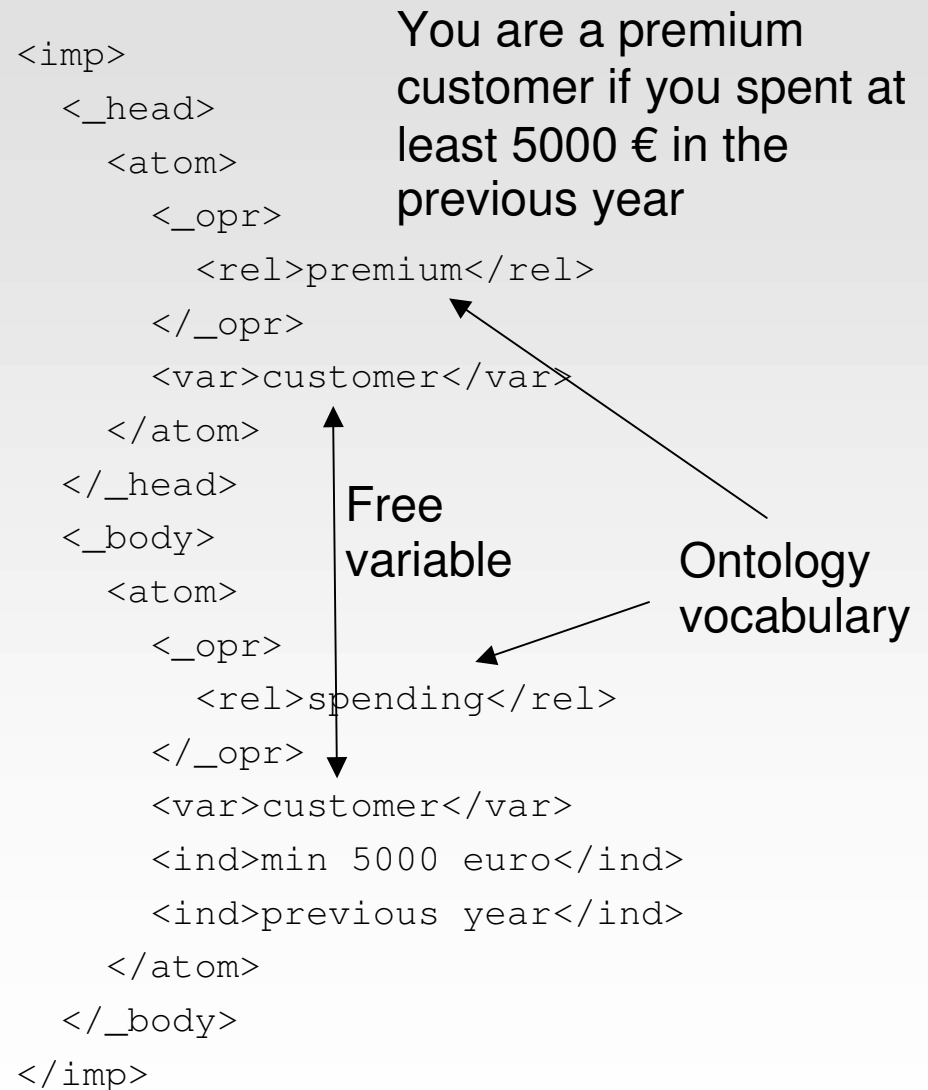 You are a premium
customer if you spent at
least 5000 € in the
previous year
<imp>
<_head>
<atom>
<_opr>
<rel>premium</rel>
</_opr>
<var>customer</var>
</atom>
</_head>
<_body>
<atom>
<_opr>
<rel>spending</rel>
</_opr>
<var>customer</var>
<ind>min 5000 euro</ind>
<ind>previous year</ind>
</atom>
</_body>
</imp>
Free
variable
Ontology
vocabulary